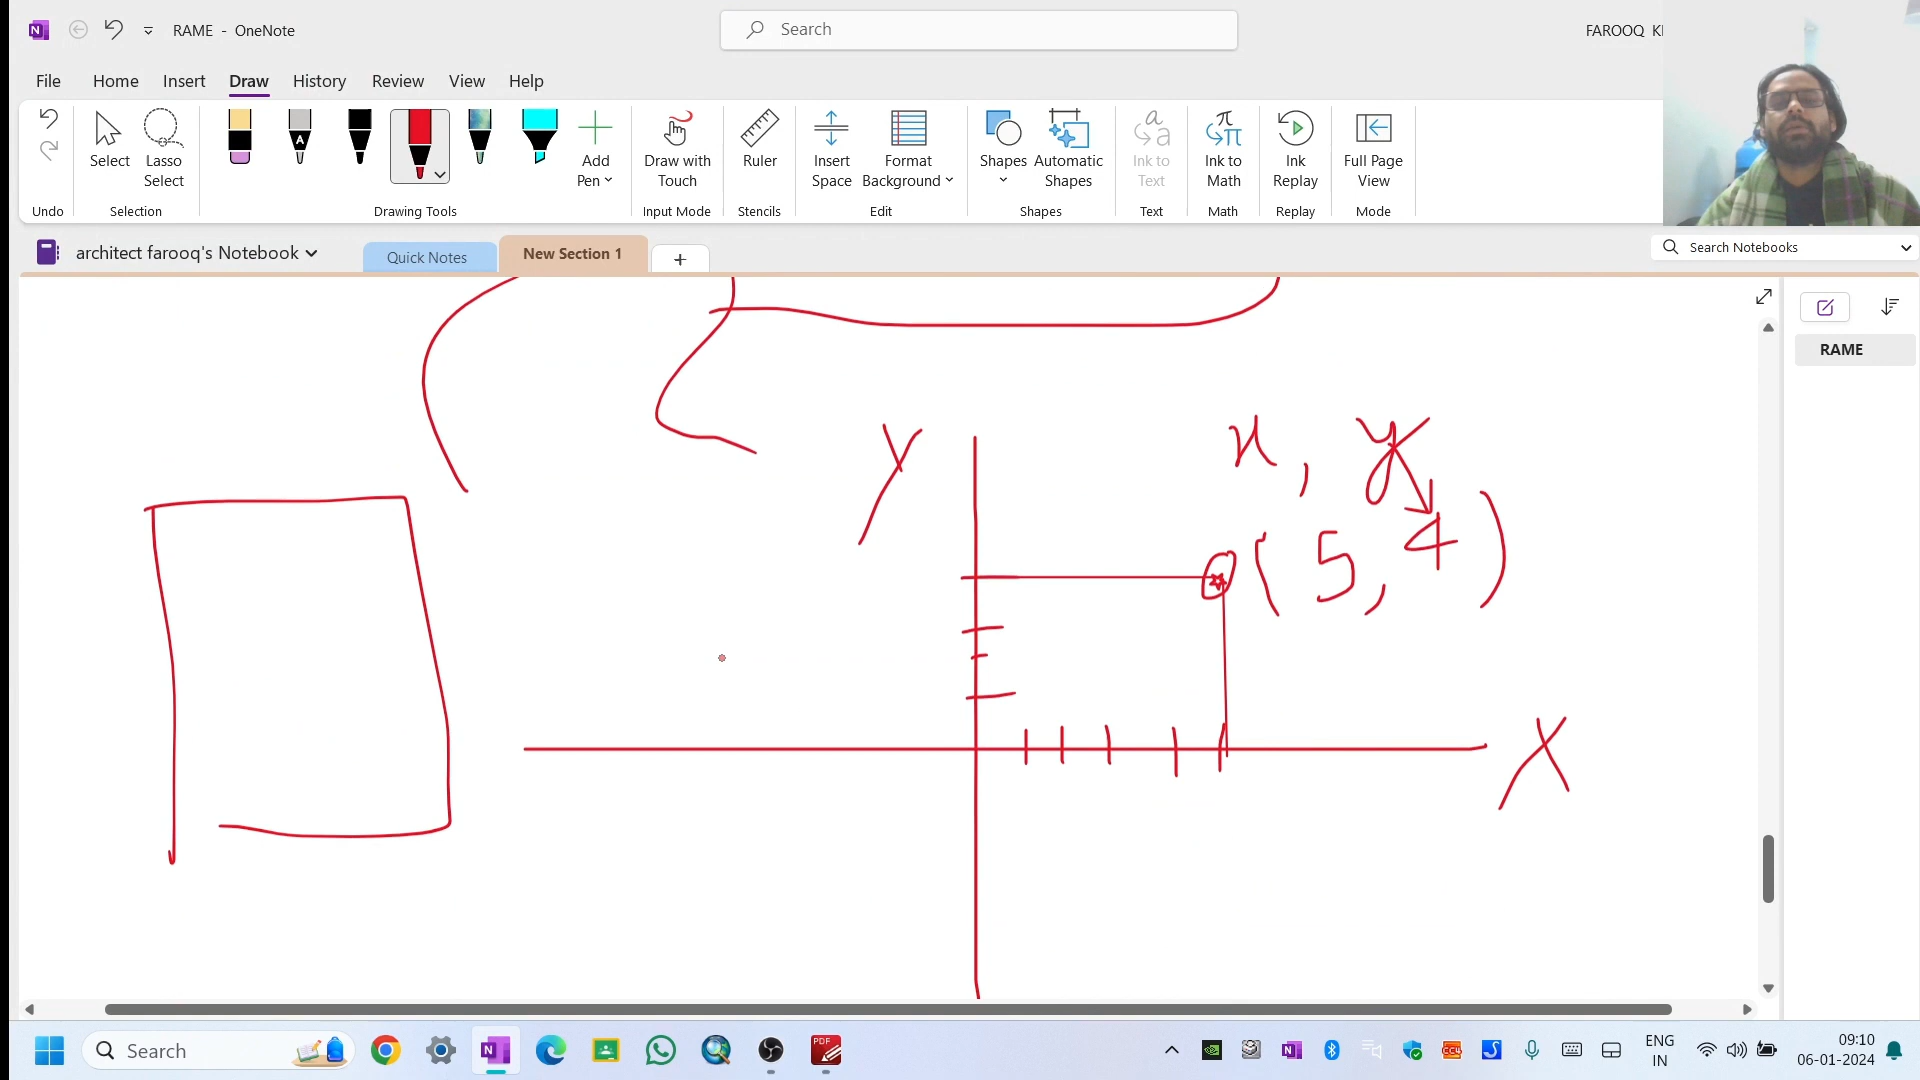 RAME - OneNote
Search
FAROOQ
File Home Insert Draw History Review View Help
Undo
Select
Lasso Select
Selection
A
Drawing Tools
Add Pen
Draw with Touch
Input Mode
Ruler
Stencils
Insert Space
Format Background
Edit
Shapes
Automatic Shapes
Shapes
a
a
Ink to Text
Text
π
π
Ink to Math
Math
Ink Replay
Replay
Full Page View
Mode
architect farooq's Notebook
Quick Notes
New Section 1
+
Search Notebooks
RAME
Y
x, y
(5, 4)
X
Search
PDF
CC4
ENG
IN
09:10
06-01-2024